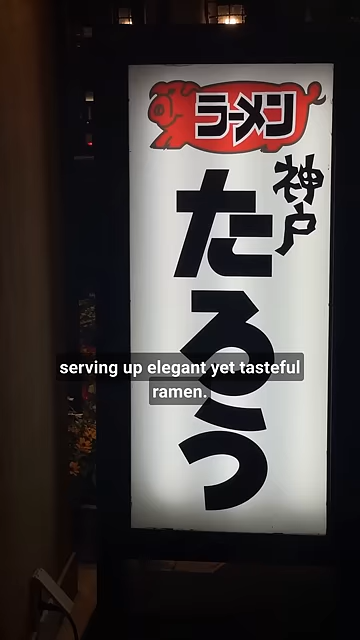 ラーメン
神戸
たろう
serving up elegant yet tasteful
ramen.